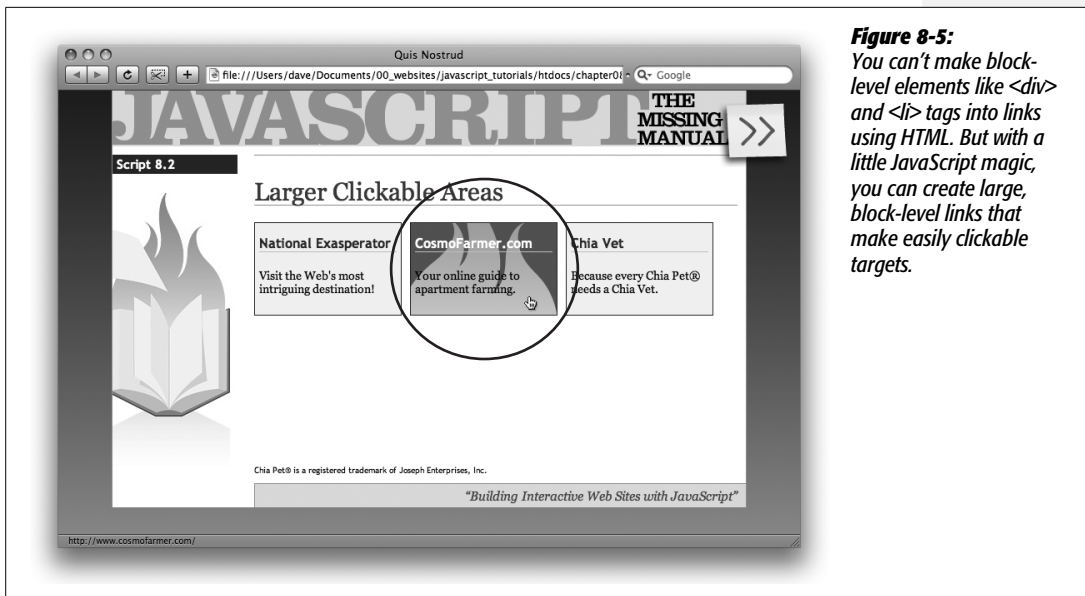 Quis Nostrud
file:///Users/dave/Documents/00_websites/javascript_tutorials/htdocs/chapter08
Google
JAVASCRIPT
THE
MISSING
MANUAL
>>
Script 8.2
Larger Clickable Areas
National Exasperator
Visit the Web's most
intriguing destination!
CosmoFarmer.com
Your online guide to
apartment farming.
Chia Vet
Because every Chia Pet®
needs a Chia Vet.
Chia Pet® is a registered trademark of Joseph Enterprises, Inc.
“Building Interactive Web Sites with JavaScript”
http://www.cosmofarmer.com/
Figure 8-5:
You can’t make block-
level elements like <div>
and <li> tags into links
using HTML. But with a
little JavaScript magic,
you can create large,
block-level links that
make easily clickable
targets.